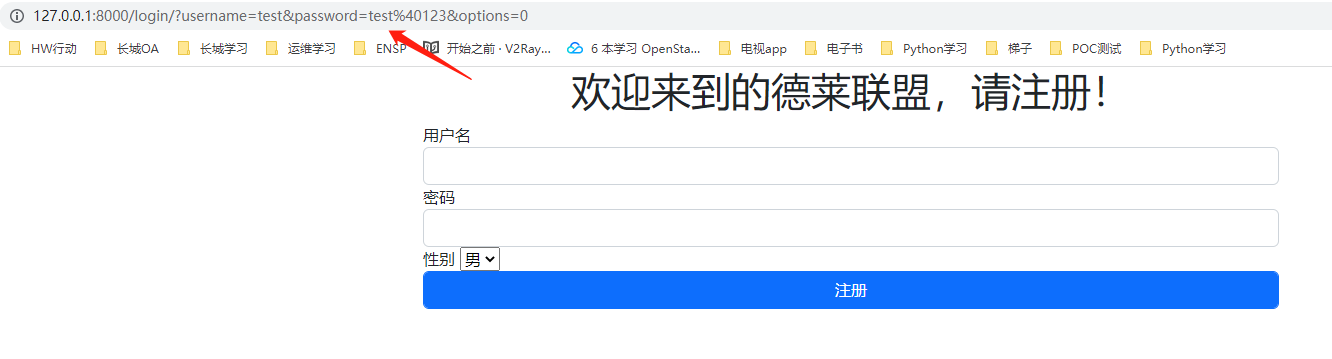 127.0.0.1:8000/login/?username=test&password=test%40123&options=0
HW行动 长城OA 长城学习 运维学习 ENSP 开始之前 · V2Ray... 6 本学习 OpenSta... 电视app 电子书 Python学习 梯子 POC测试 Python学习
欢迎来到的德莱联盟，请注册！
用户名
密码
性别 男
注册